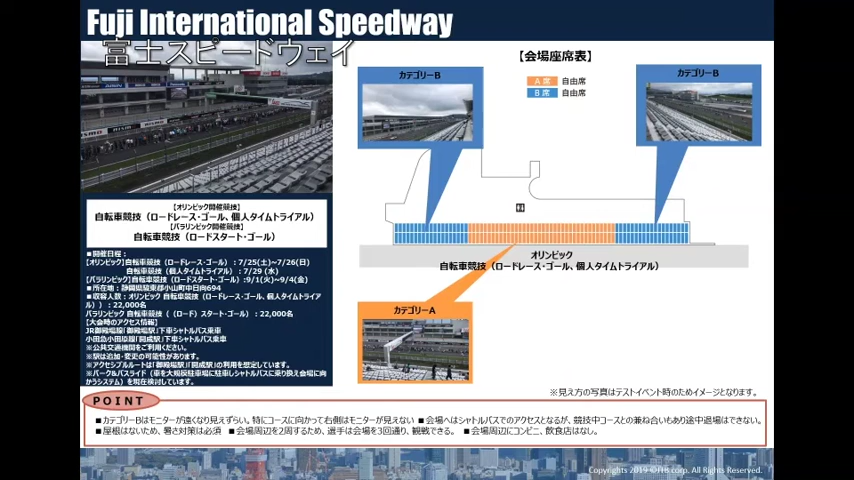 Fuji International Speedway
富士スピードウェイ
【会場座席表】
カテゴリーB
A 席 自由席
B 席 自由席
カテゴリーB
【オリンピック開催競技】
自転車競技（ロードレース・ゴール、個人タイムトライアル）
【パラリンピック開催競技】
自転車競技（ロードスタート・ゴール）
■開催日程：
【オリンピック】自転車競技（ロードレース・ゴール）：7/25(土)~7/26(日)
自転車競技（個人タイムトライアル）：7/29 (水)
【パラリンピック】自転車競技（ロードスタート・ゴール）:9/1(火)~9/4(金)
■所在地：静岡県駿東郡小山町中日向694
■収容人数：オリンピック 自転車競技（ロードレース・ゴール、個人タイムトライア
ル））：22,000名
パラリンピック 自転車競技（（ロード）スタート・ゴール）：22,000名
【大会時のアクセス情報】
JR御殿場線「御殿場駅」下車シャトルバス乗車
小田急小田原線「開成駅」下車シャトルバス乗車
※公共交通機関をご利用ください。
※駅は追加・変更の可能性があります。
※アクセシブルルートは「御殿場駅」「開成駅」の利用を想定しています。
※パーク&バスライド（車を大規模駐車場に駐車しシャトルバスに乗り換え会場に向
かうシステム）を現在検討しています。
オリンピック
自転車競技（ロードレース・ゴール、個人タイムトライアル）
カテゴリーA
※見え方の写真はテストイベント時のためイメージとなります。
POINT
■カテゴリーBはモニターが遠くなり見えずらい。特にコースに向かって右側はモニターが見えない ■会場へはシャトルバスでのアクセスとなるが、競技中コースとの兼ね合いもあり途中退場はできない。
■屋根はないため、暑さ対策は必須 ■会場周辺を2周するため、選手は会場を3回通り、観戦できる。 ■会場周辺にコンビニ、飲食店はなし。
Copyrights 2019 ©JTB corp. All Rights Reserved.